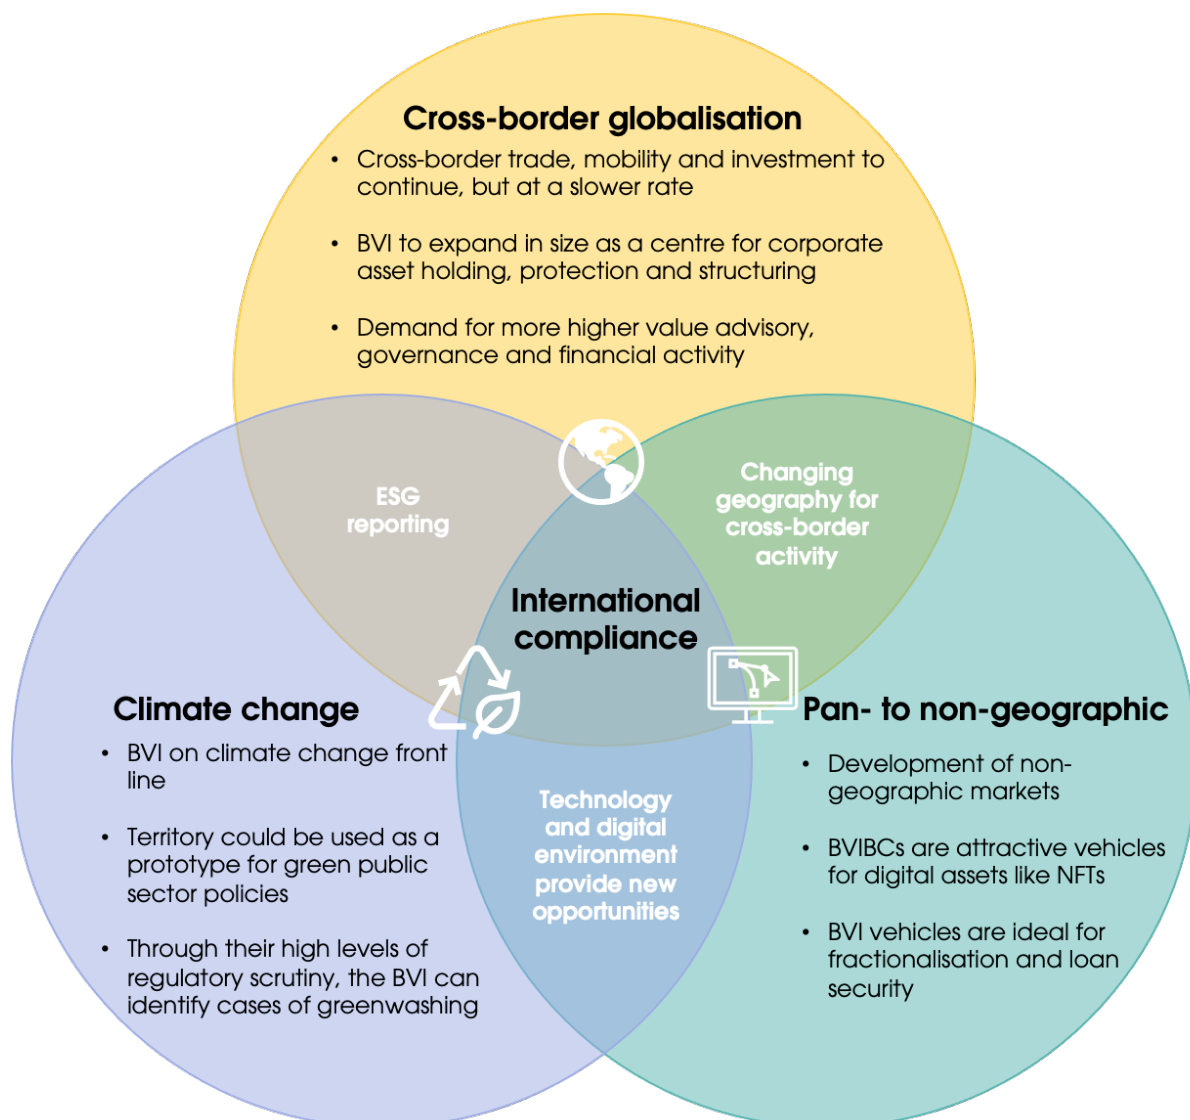 Cross-border globalisation
• Cross-border trade, mobility and investment to
continue, but at a slower rate
• BVI to expand in size as a centre for corporate
asset holding, protection and structuring
• Demand for more higher value advisory,
governance and financial activity
ESG
reporting
Changing
geography for
cross-border
activity
International
compliance
Climate change
• BVI on climate change front
line
• Territory could be used as a
prototype for green public
sector policies
• Through their high levels of
regulatory scrutiny, the BVI can
identify cases of greenwashing
Technology
and digital
environment
provide new
opportunities
Pan- to non-geographic
• Development of non-
geographic markets
• BVIBCs are attractive vehicles
for digital assets like NFTs
• BVI vehicles are ideal for
fractionalisation and loan
security